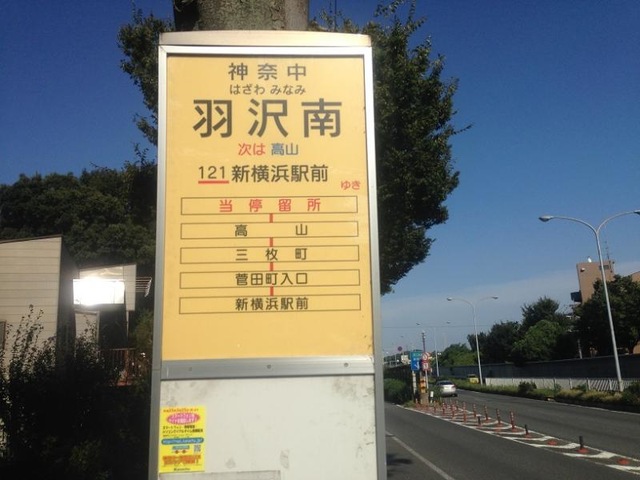 神奈中
はざわ みなみ
羽沢南
次は 高山
121 新横浜駅前
ゆき
当停留所
高山
三枚町
菅田町入口
新横浜駅前